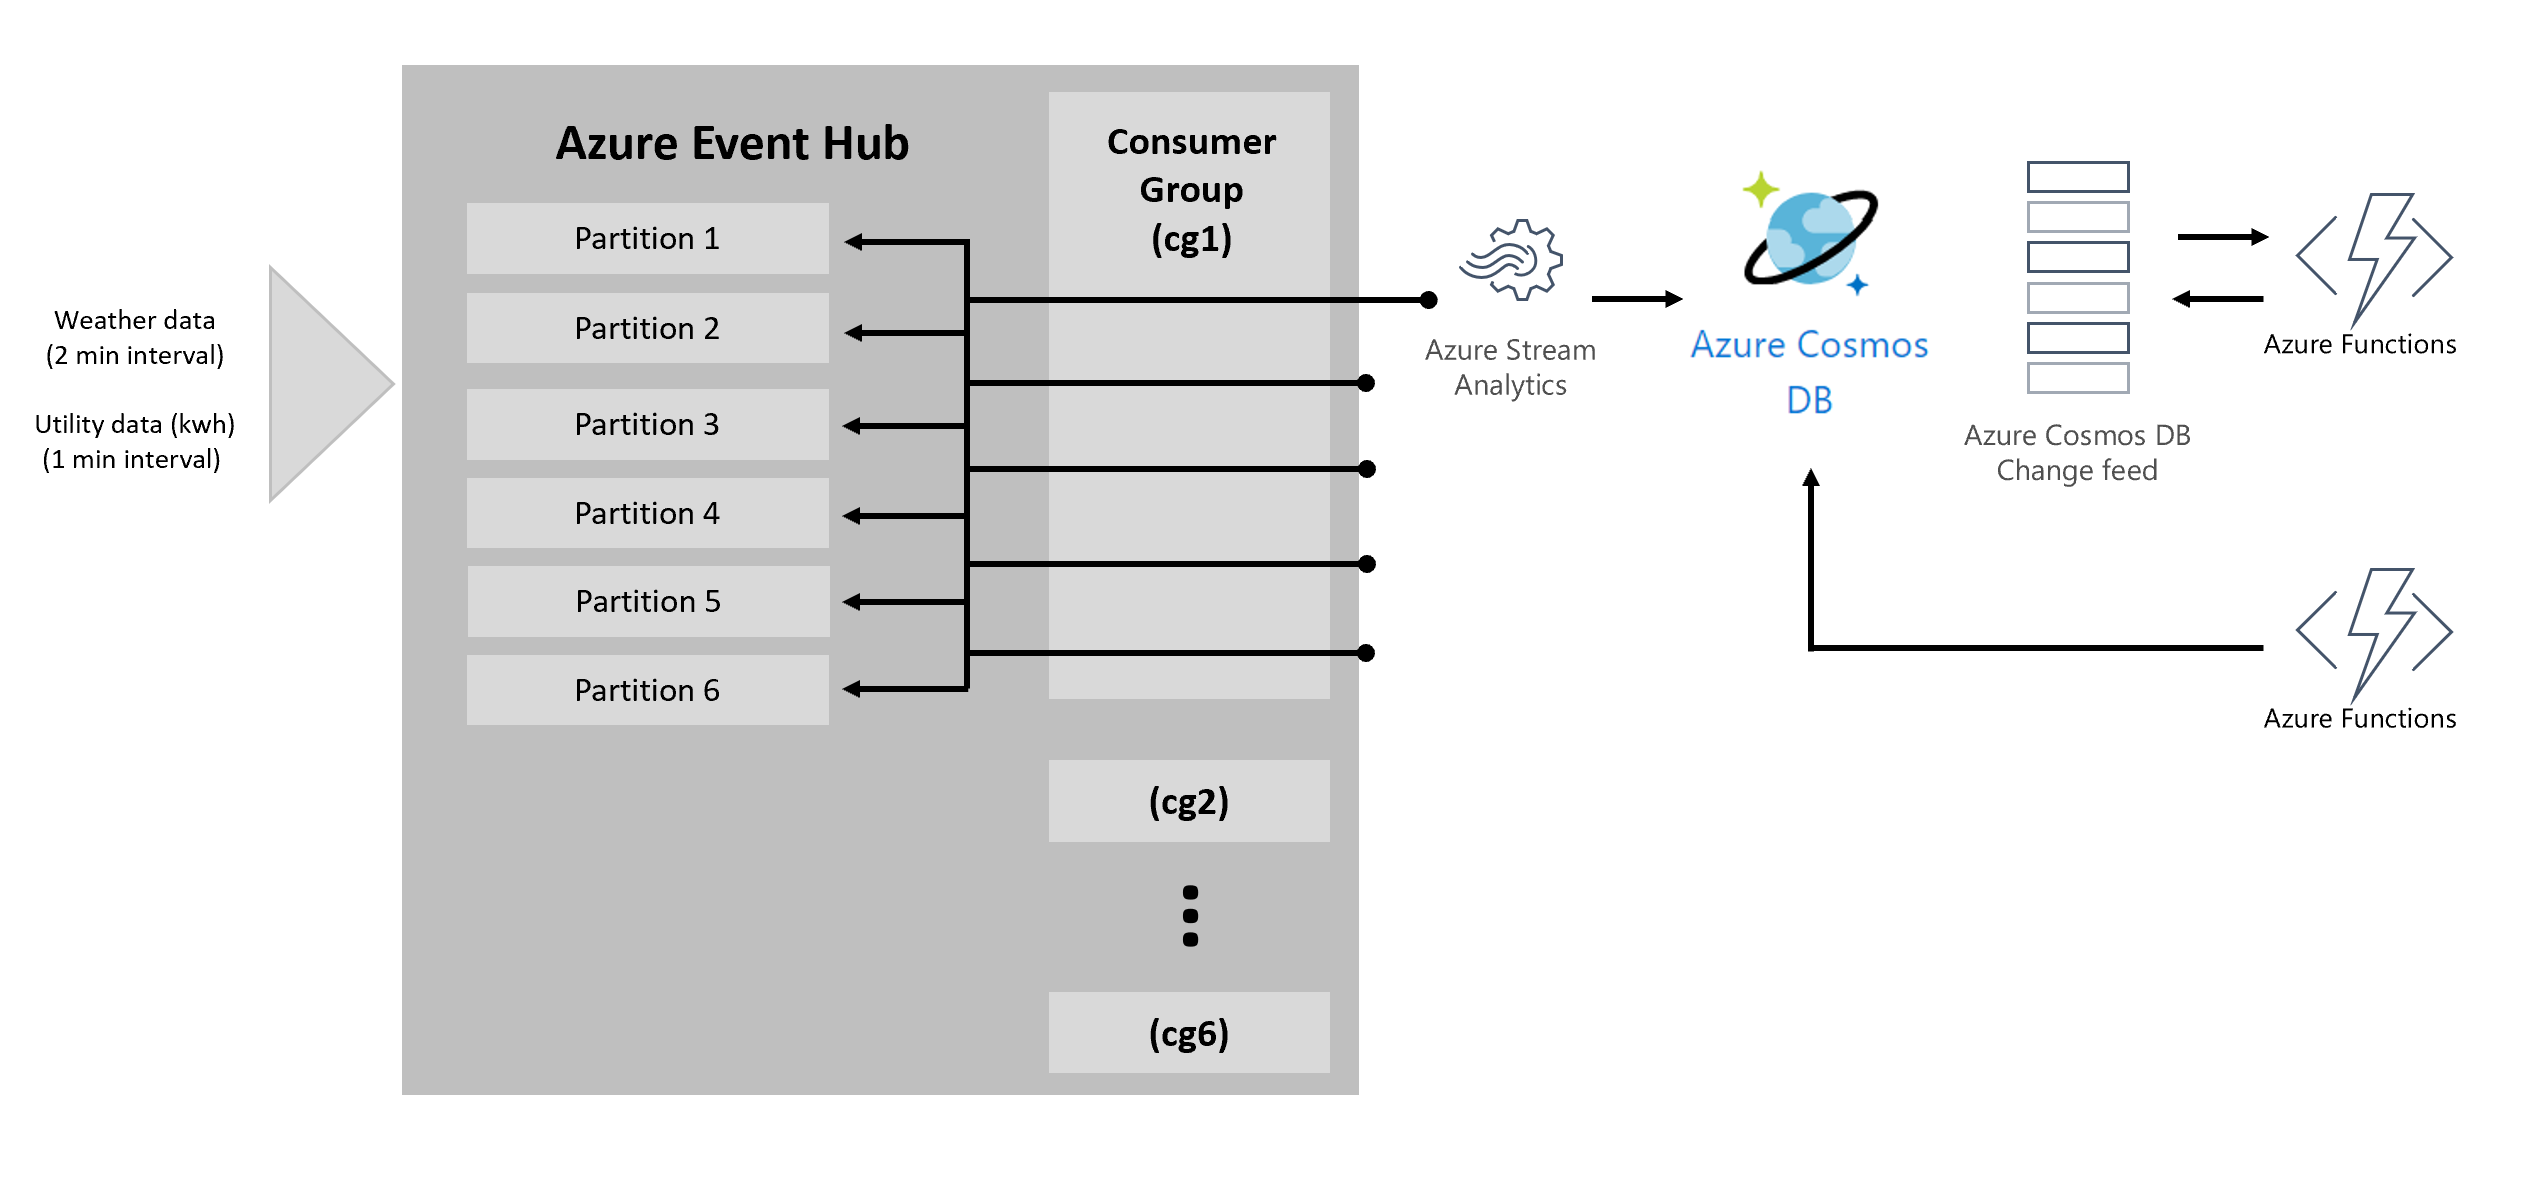 Weather data
(2 min interval)
Utility data (kwh)
(1 min interval)
Azure Event Hub
Partition 1
Partition 2
Partition 3
Partition 4
Partition 5
Partition 6
Consumer
Group
(cg1)
(cg2)
(cg6)
Azure Stream
Analytics
Azure Cosmos
DB
Azure Cosmos DB
Change feed
Azure Functions
Azure Functions